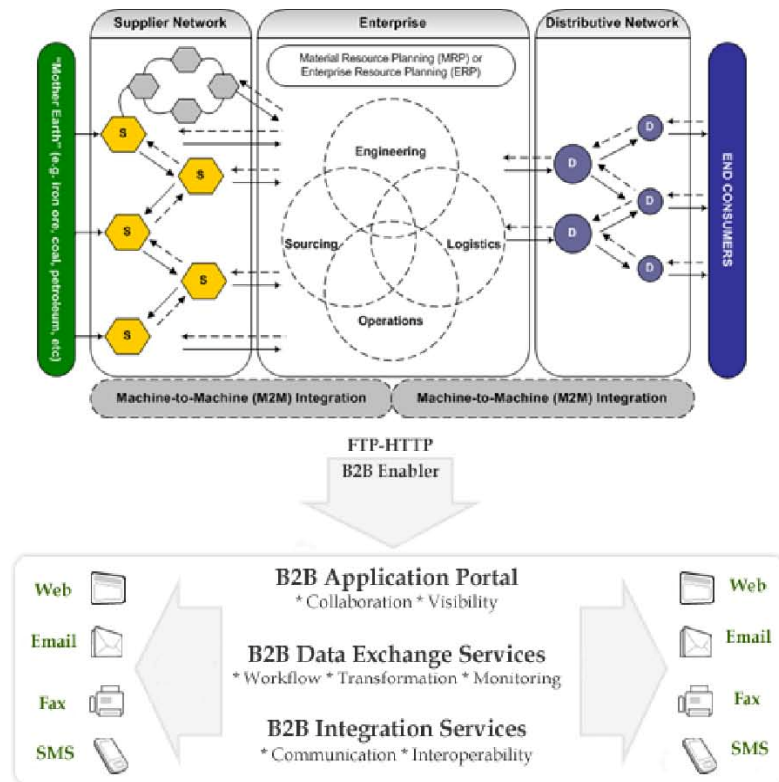 Supplier Network
Enterprise
Distributive Network
Material Resource Planning (MRP) or
Enterprise Resource Planning (ERP)
"Mother Earth" (e.g. iron ore, coal, petroleum, etc)
S
S
S
S
S
Engineering
Sourcing
Logistics
Operations
D
D
D
D
D
END CONSUMERS
Machine-to-Machine (M2M) Integration
Machine-to-Machine (M2M) Integration
FTP-HTTP
B2B Enabler
B2B Application Portal
* Collaboration * Visibility
B2B Data Exchange Services
* Workflow * Transformation * Monitoring
B2B Integration Services
* Communication * Interoperability
Web
Email
Fax
SMS
Web
Email
Fax
SMS